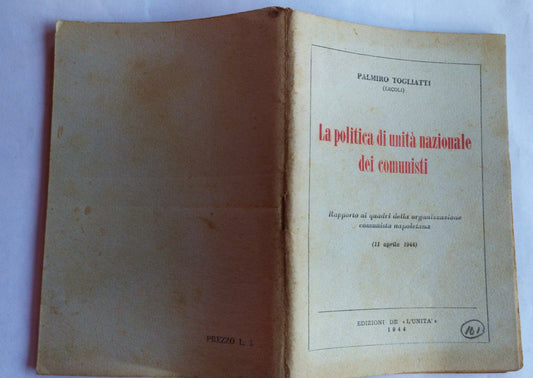 PALMIRO TOGLIATTI
(ERCOLI)
La politica di unità nazionale
dei comunisti
Rapporto ai quadri della organizzazione
comunista napoletana
(11 aprile 1944)
EDIZIONI DE «L'UNITA'»
1944
101
PREZZO L. 5